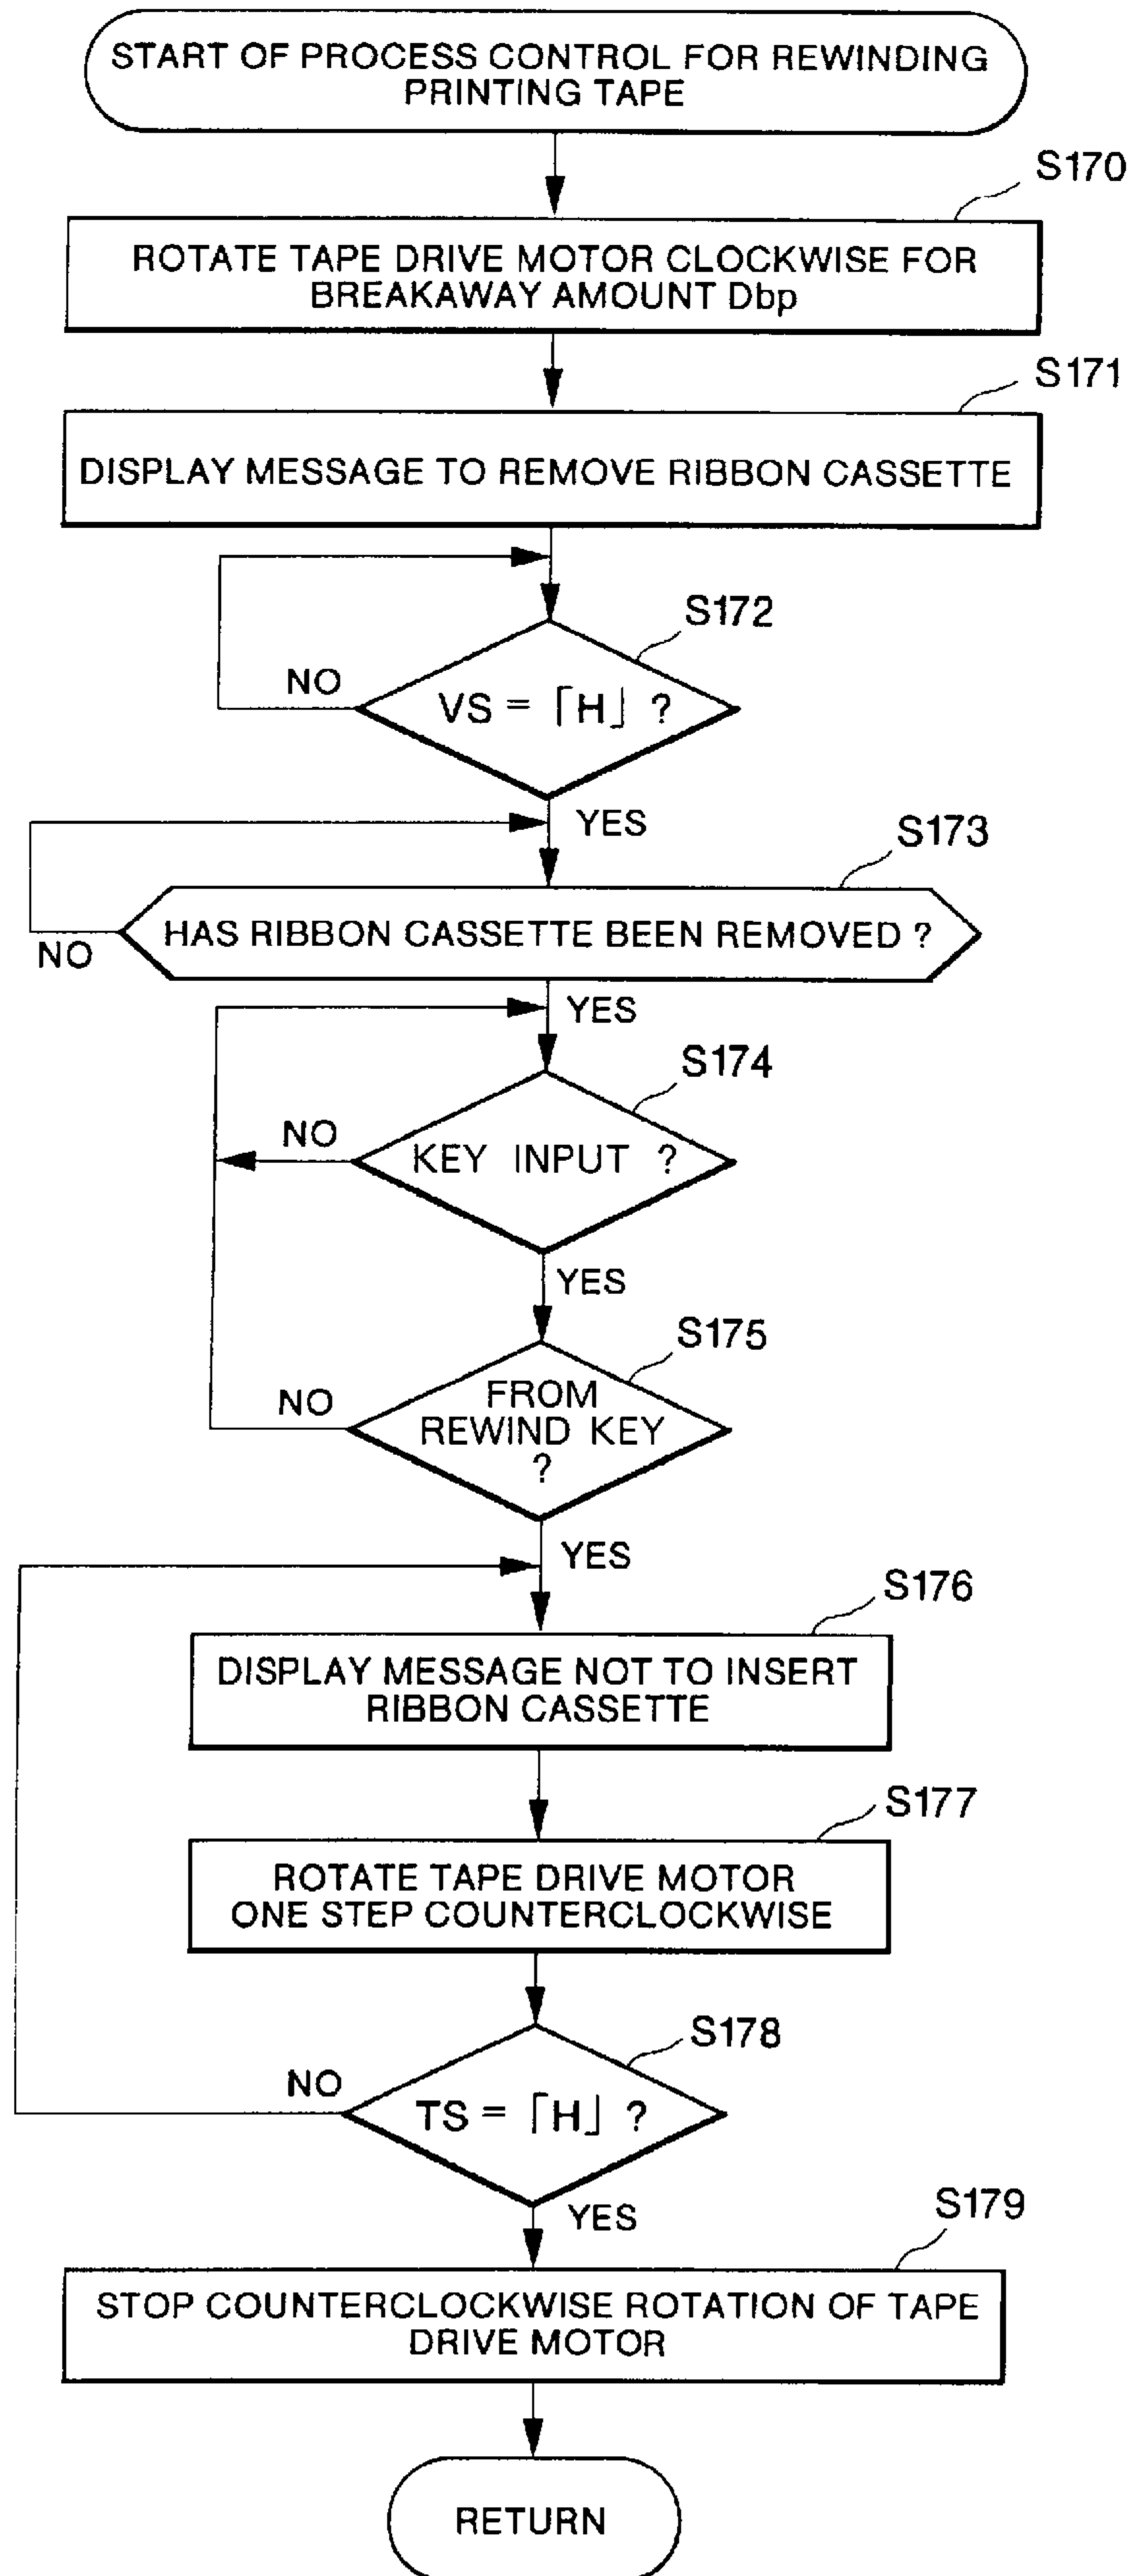 START OF PROCESS CONTROL FOR REWINDING
PRINTING TAPE
S170
ROTATE TAPE DRIVE MOTOR CLOCKWISE FOR
BREAKAWAY AMOUNT Dbp
S171
DISPLAY MESSAGE TO REMOVE RIBBON CASSETTE
S172
NO
VS = ⌈H⌋ ?
YES
S173
HAS RIBBON CASSETTE BEEN REMOVED ?
NO
YES
S174
NO
KEY INPUT ?
YES
S175
NO
FROM
REWIND KEY
?
YES
S176
DISPLAY MESSAGE NOT TO INSERT
RIBBON CASSETTE
S177
ROTATE TAPE DRIVE MOTOR
ONE STEP COUNTERCLOCKWISE
S178
NO
TS = ⌈H⌋ ?
YES
S179
STOP COUNTERCLOCKWISE ROTATION OF TAPE
DRIVE MOTOR
RETURN